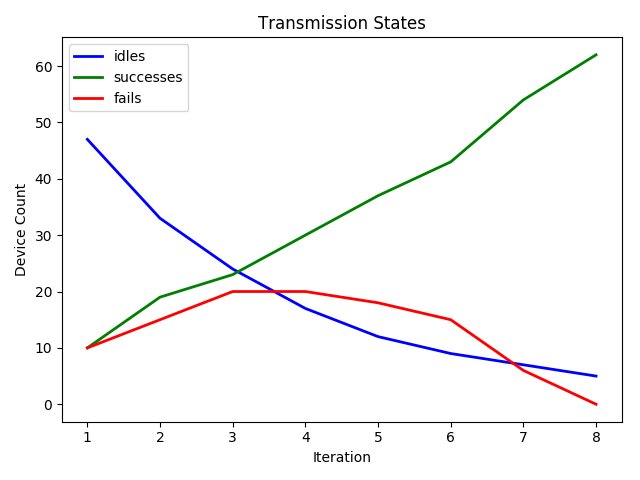 Transmission States
idles
successes
fails
60
50
40
30
20
10
0
Device Count
1 2 3 4 5 6 7 8
Iteration